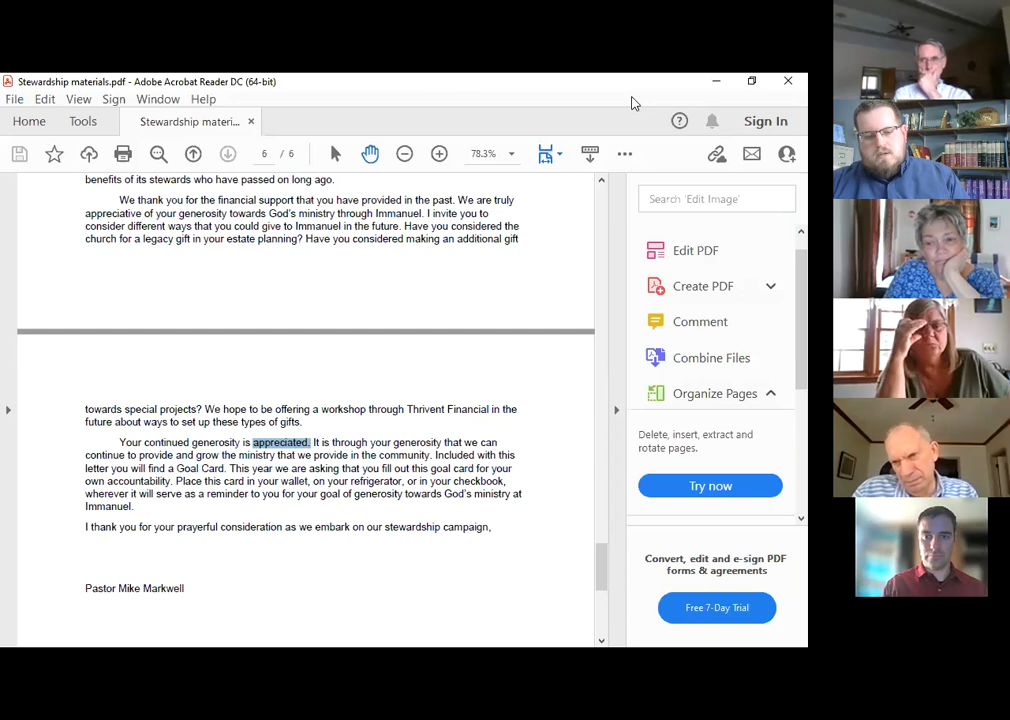 Stewardship materials.pdf - Adobe Acrobat Reader DC (64-bit)
File Edit View Sign Window Help
Home Tools Stewardship materi... × Sign In
6 / 6 78.3%
benefits of its stewards who have passed on long ago.
We thank you for the financial support that you have provided in the past. We are truly
appreciative of your generosity towards God's ministry through Immanuel. I invite you to
consider different ways that you could give to Immanuel in the future. Have you considered the
church for a legacy gift in your estate planning? Have you considered making an additional gift
towards special projects? We hope to be offering a workshop through Thrivent Financial in the
future about ways to set up these types of gifts.
Your continued generosity is appreciated. It is through your generosity that we can
continue to provide and grow the ministry that we provide in the community. Included with this
letter you will find a Goal Card. This year we are asking that you fill out this goal card for your
own accountability. Place this card in your wallet, on your refrigerator, or in your checkbook,
wherever it will serve as a reminder to you for your goal of generosity towards God's ministry at
Immanuel.
I thank you for your prayerful consideration as we embark on our stewardship campaign,
Pastor Mike Markwell
Search 'Edit Image'
Edit PDF
Create PDF
Comment
Combine Files
Organize Pages
Delete, insert, extract and
rotate pages.
Try now
Convert, edit and e-sign PDF
forms & agreements
Free 7-Day Trial